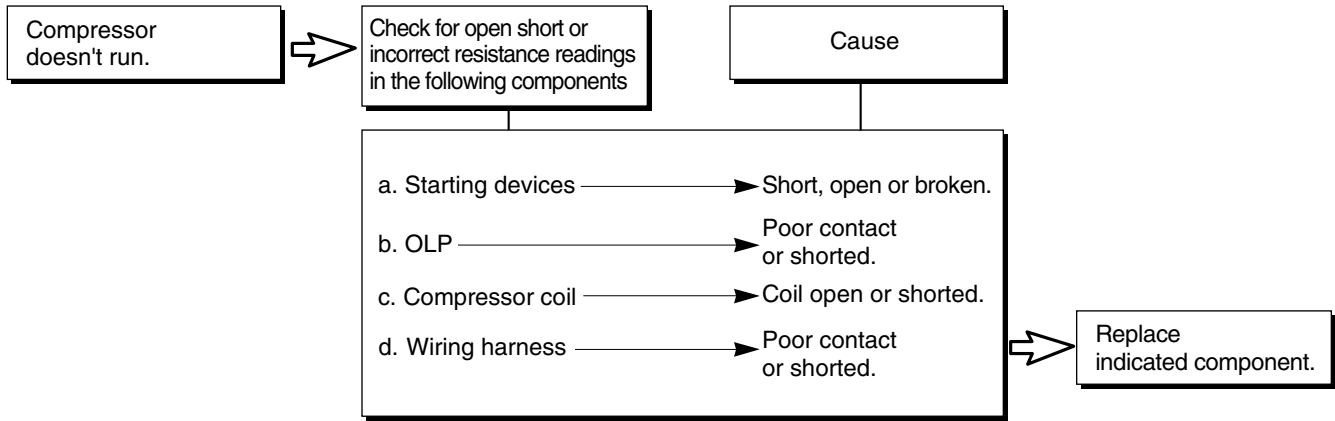 Compressor
doesn't run.
Check for open short or
incorrect resistance readings
in the following components
Cause
a. Starting devices
Short, open or broken.
b. OLP
Poor contact
or shorted.
c. Compressor coil
Coil open or shorted.
d. Wiring harness
Poor contact
or shorted.
Replace
indicated component.